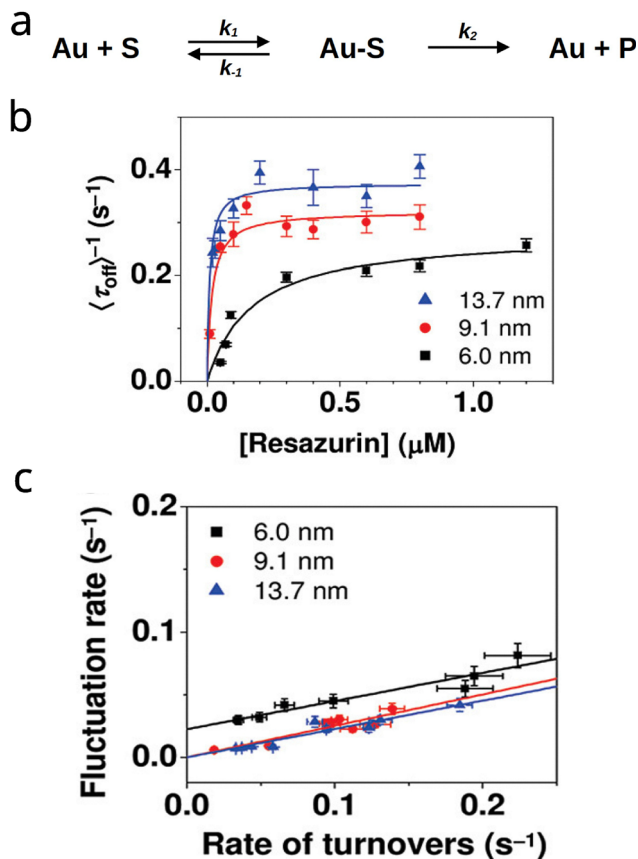 a
Au + S k₁ k₋₁ Au-S k₂ Au + P
b
⟨τoff⟩⁻¹ (s⁻¹)
0.4
0.2
0.0
13.7 nm
9.1 nm
6.0 nm
0.0 0.5 1.0
[Resazurin] (μM)
c
Fluctuation rate (s⁻¹)
0.2
0.1
0.0
6.0 nm
9.1 nm
13.7 nm
0.0 0.1 0.2
Rate of turnovers (s⁻¹)